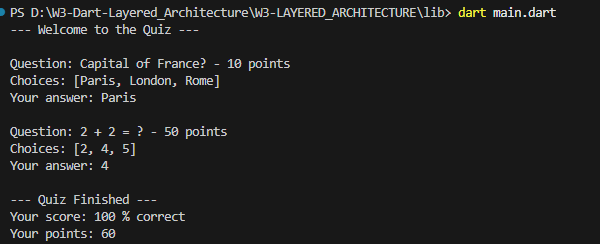 PS D:\W3-Dart-Layered_Architecture\W3-LAYERED_ARCHITECTURE\lib> dart main.dart
--- Welcome to the Quiz ---
Question: Capital of France? - 10 points
Choices: [Paris, London, Rome]
Your answer: Paris
Question: 2 + 2 = ? - 50 points
Choices: [2, 4, 5]
Your answer: 4
--- Quiz Finished ---
Your score: 100 % correct
Your points: 60